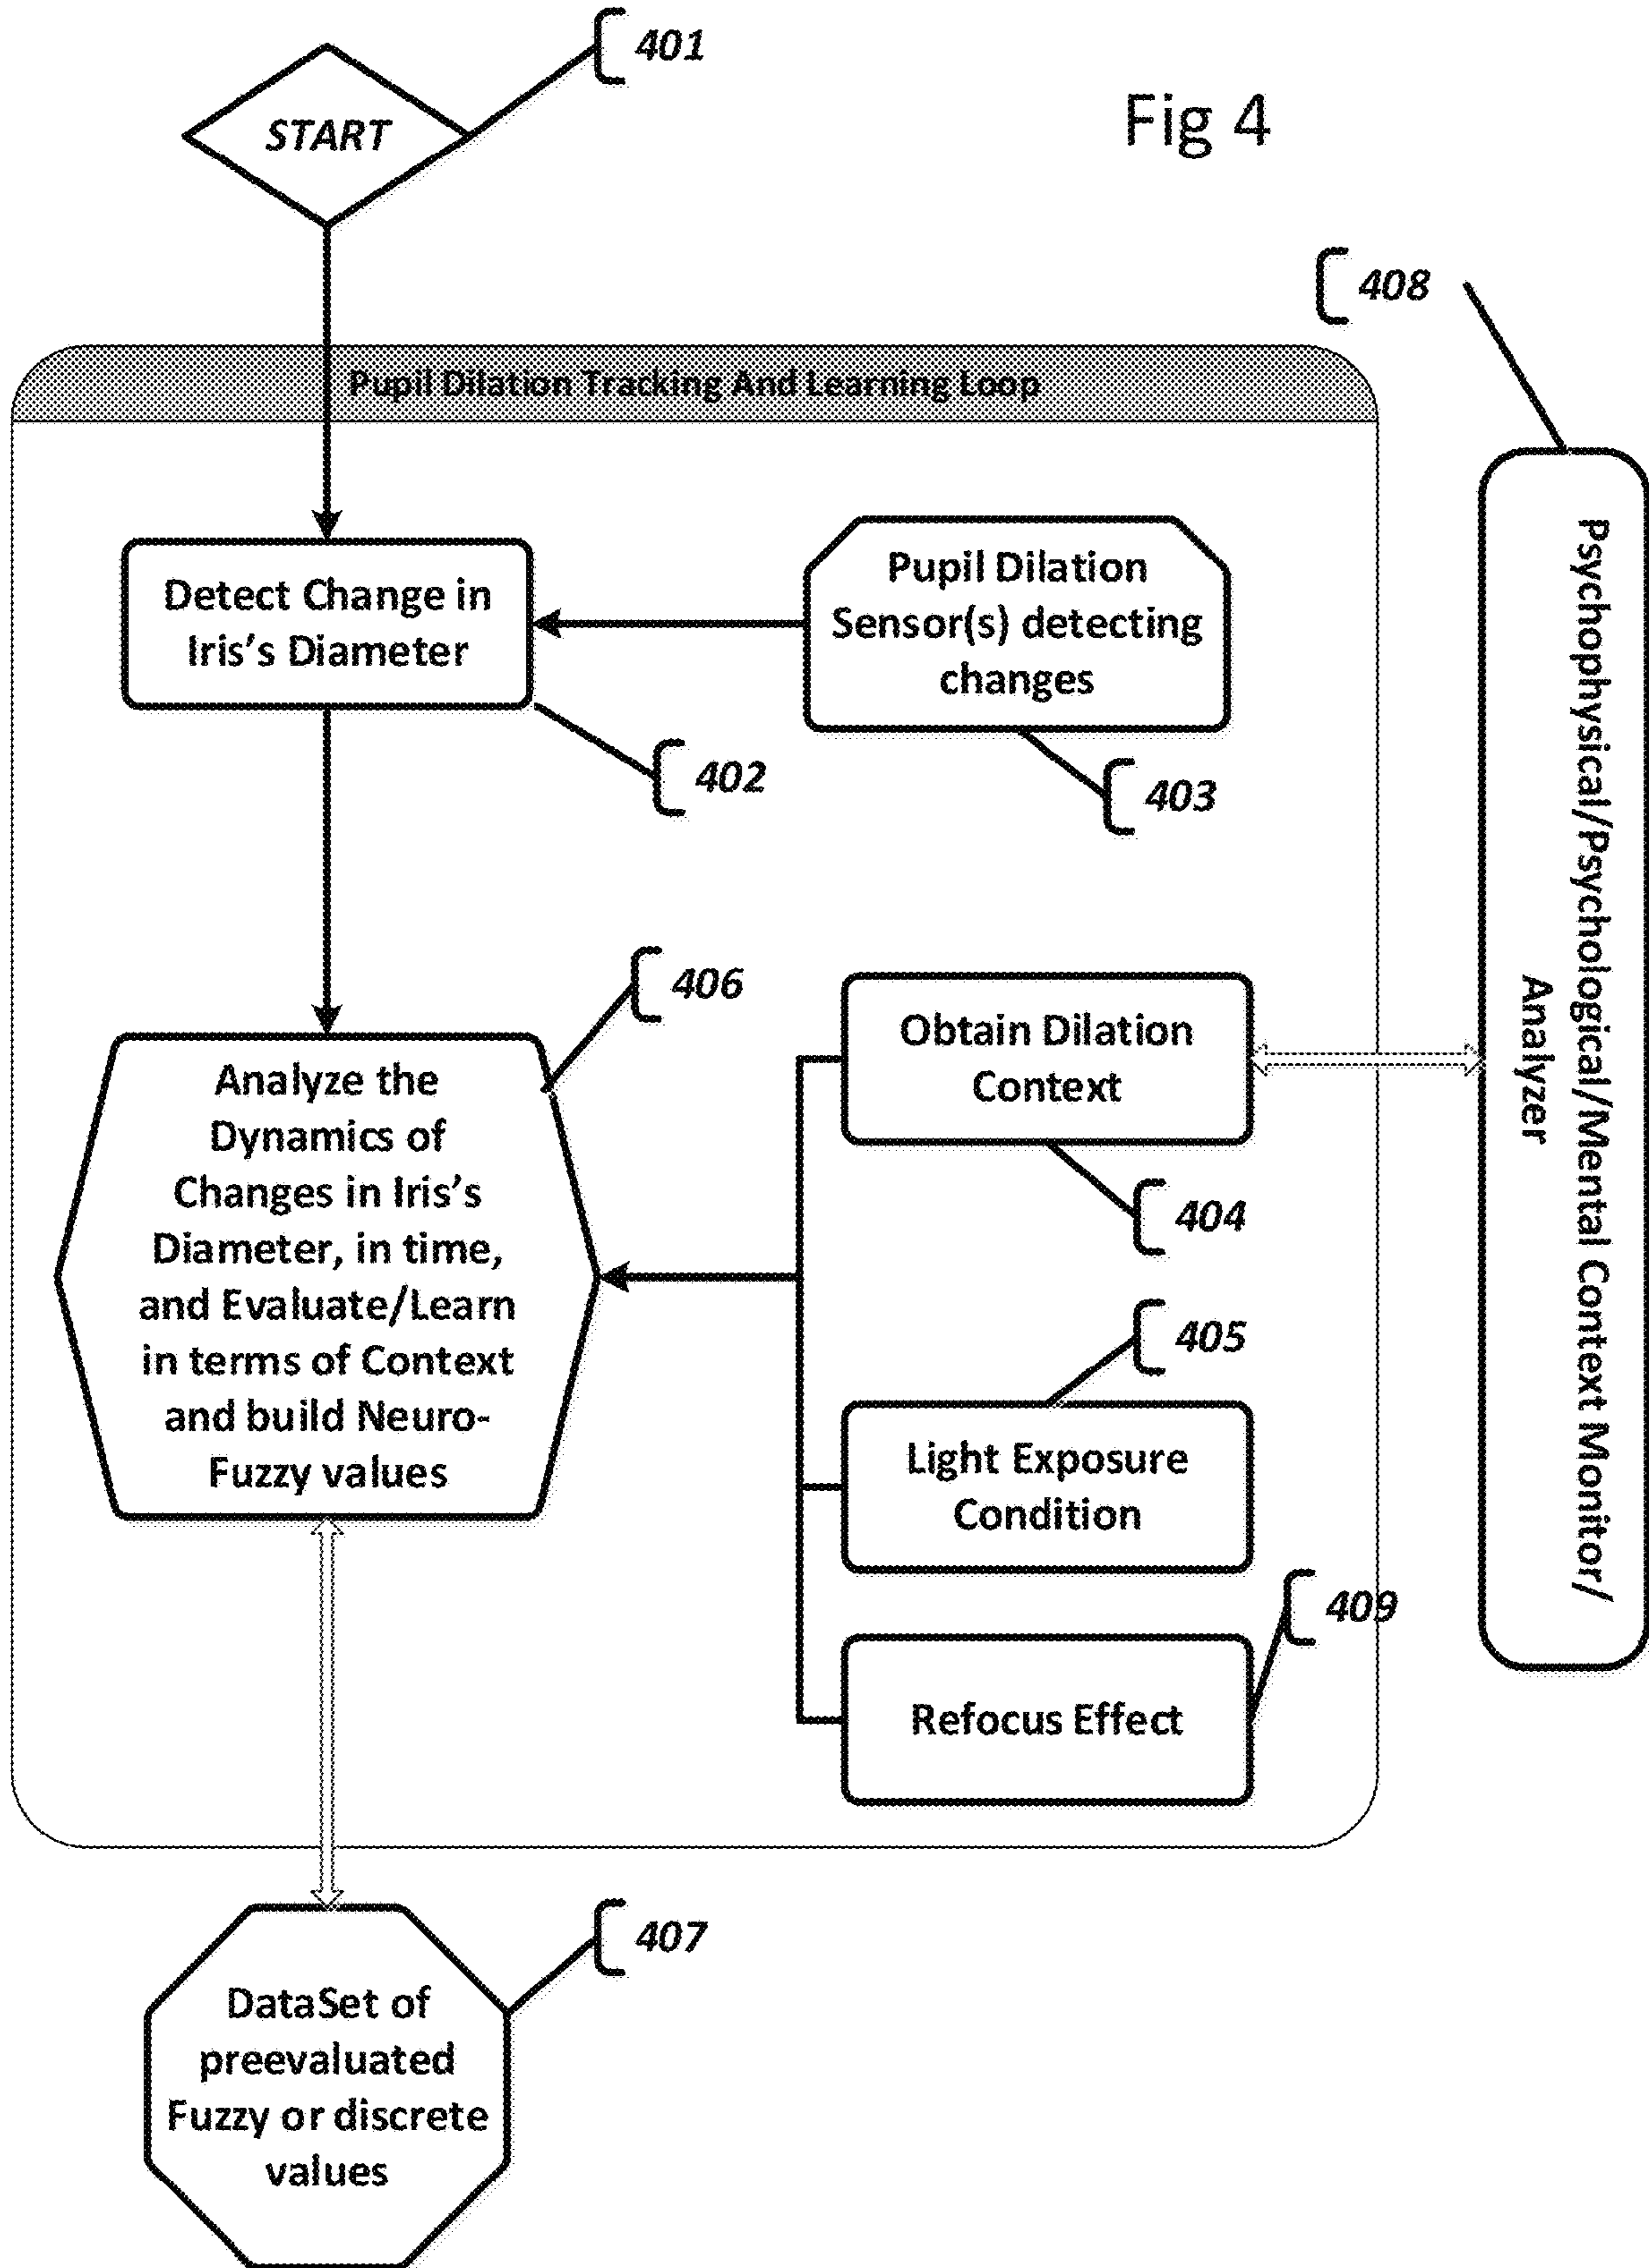 401
START
Fig 4
408
Pupil Dilation Tracking And Learning Loop
Detect Change in
Iris's Diameter
Pupil Dilation
Sensor(s) detecting
changes
402
403
Psychophysical/Psychological/Mental Context Monitor/
Analyzer
406
Obtain Dilation
Context
Analyze the
Dynamics of
Changes in Iris's
Diameter, in time,
and Evaluate/Learn
in terms of Context
and build Neuro-
Fuzzy values
404
405
Light Exposure
Condition
409
Refocus Effect
407
DataSet of
preevaluated
Fuzzy or discrete
values